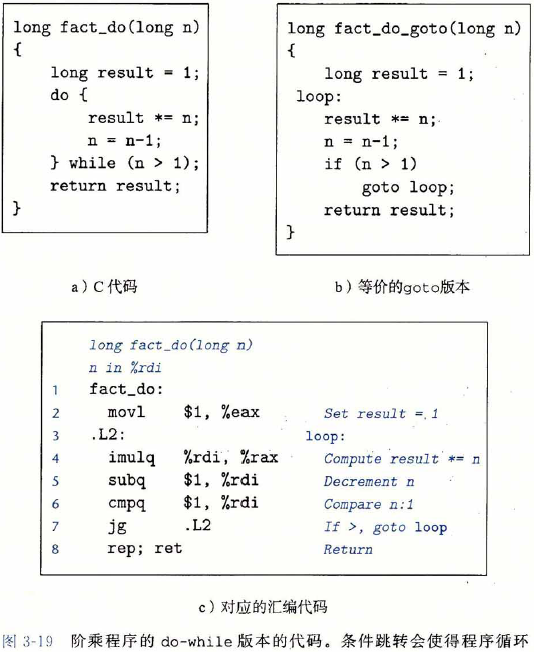 long fact_do(long n)
{
    long result = 1;
    do {
        result *= n;
        n = n-1;
    } while (n > 1);
    return result;
}
a) C 代码
long fact_do_goto(long n)
{
    long result = 1;
 loop:
    result *= n;
    n = n-1;
    if (n > 1)
        goto loop;
    return result;
}
b) 等价的goto版本
long fact_do(long n)
n in %rdi
1 fact_do:
2   movl    $1, %eax    Set result = 1
3 .L2:    loop:
4   imulq   %rdi, %rax    Compute result *= n
5   subq    $1, %rdi    Decrement n
6   cmpq    $1, %rdi    Compare n:1
7   jg      .L2    If >, goto loop
8   rep; ret    Return
c) 对应的汇编代码
图 3-19 阶乘程序的 do-while 版本的代码。条件跳转会使得程序循环